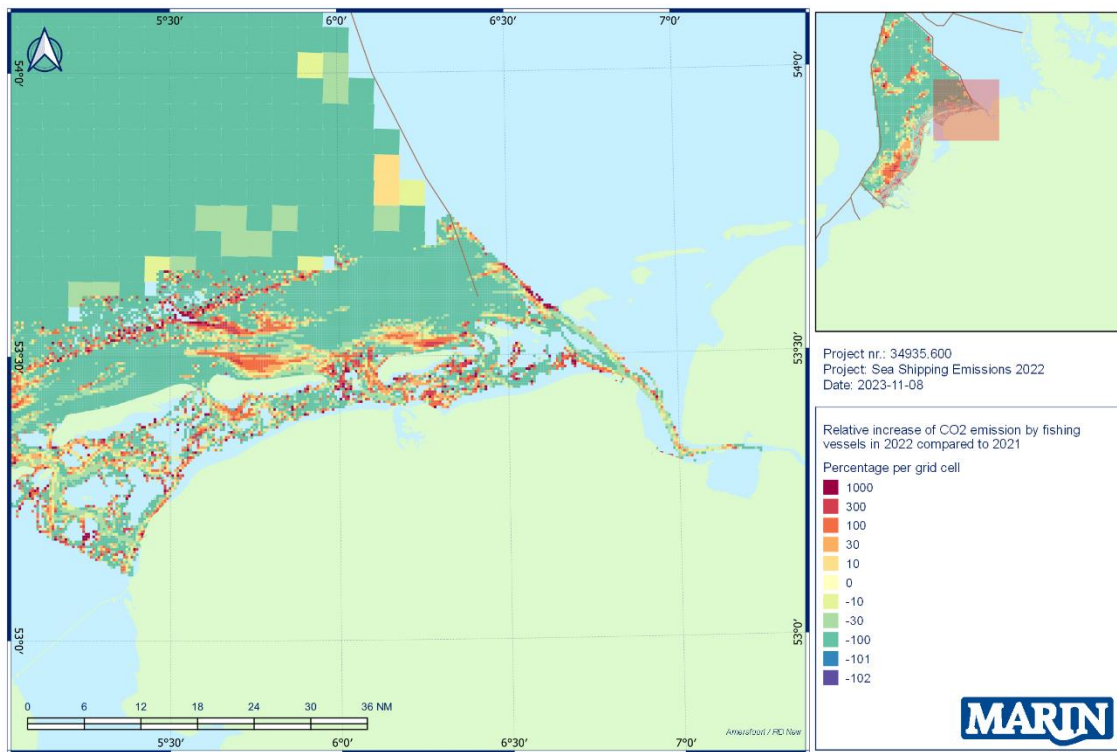 5°30′ 6°0′ 6°30′ 7°0′
54°0′ 54°0′
53°30′ 53°30′
53°0′ 53°0′
0 6 12 18 24 30 36 NM
Amersfoort / RD New
5°30′ 6°0′ 6°30′ 7°0′
Project nr.: 34935.600
Project: Sea Shipping Emissions 2022
Date: 2023-11-08
Relative increase of CO2 emission by fishing
vessels in 2022 compared to 2021
Percentage per grid cell
1000
300
100
30
10
0
-10
-30
-100
-101
-102
MARIN